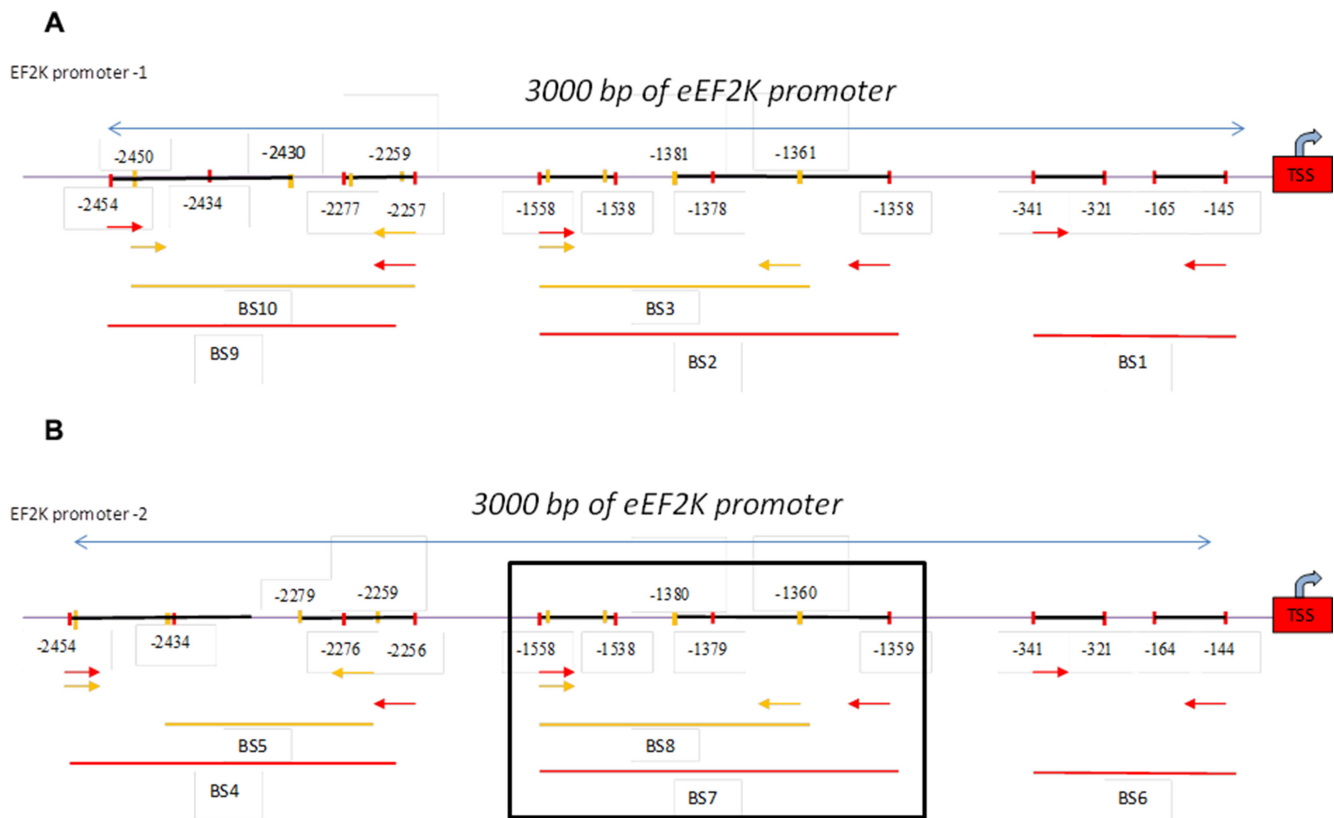 A
EF2K promoter -1
3000 bp of eEF2K promoter
-2450 -2430 -2259 -1381 -1361
TSS
-2454 -2434 -2277 -2257 -1558 -1538 -1378 -1358 -341 -321 -165 -145
BS10 BS3
BS9 BS2 BS1
B
EF2K promoter -2
3000 bp of eEF2K promoter
-2279 -2259 -1380 -1360
TSS
-2454 -2434 -2276 -2256 -1558 -1538 -1379 -1359 -341 -321 -164 -144
BS5 BS8
BS4 BS7 BS6